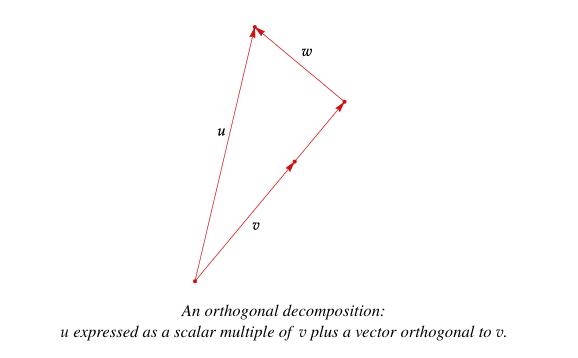 w
u
v
An orthogonal decomposition:
u expressed as a scalar multiple of v plus a vector orthogonal to v.